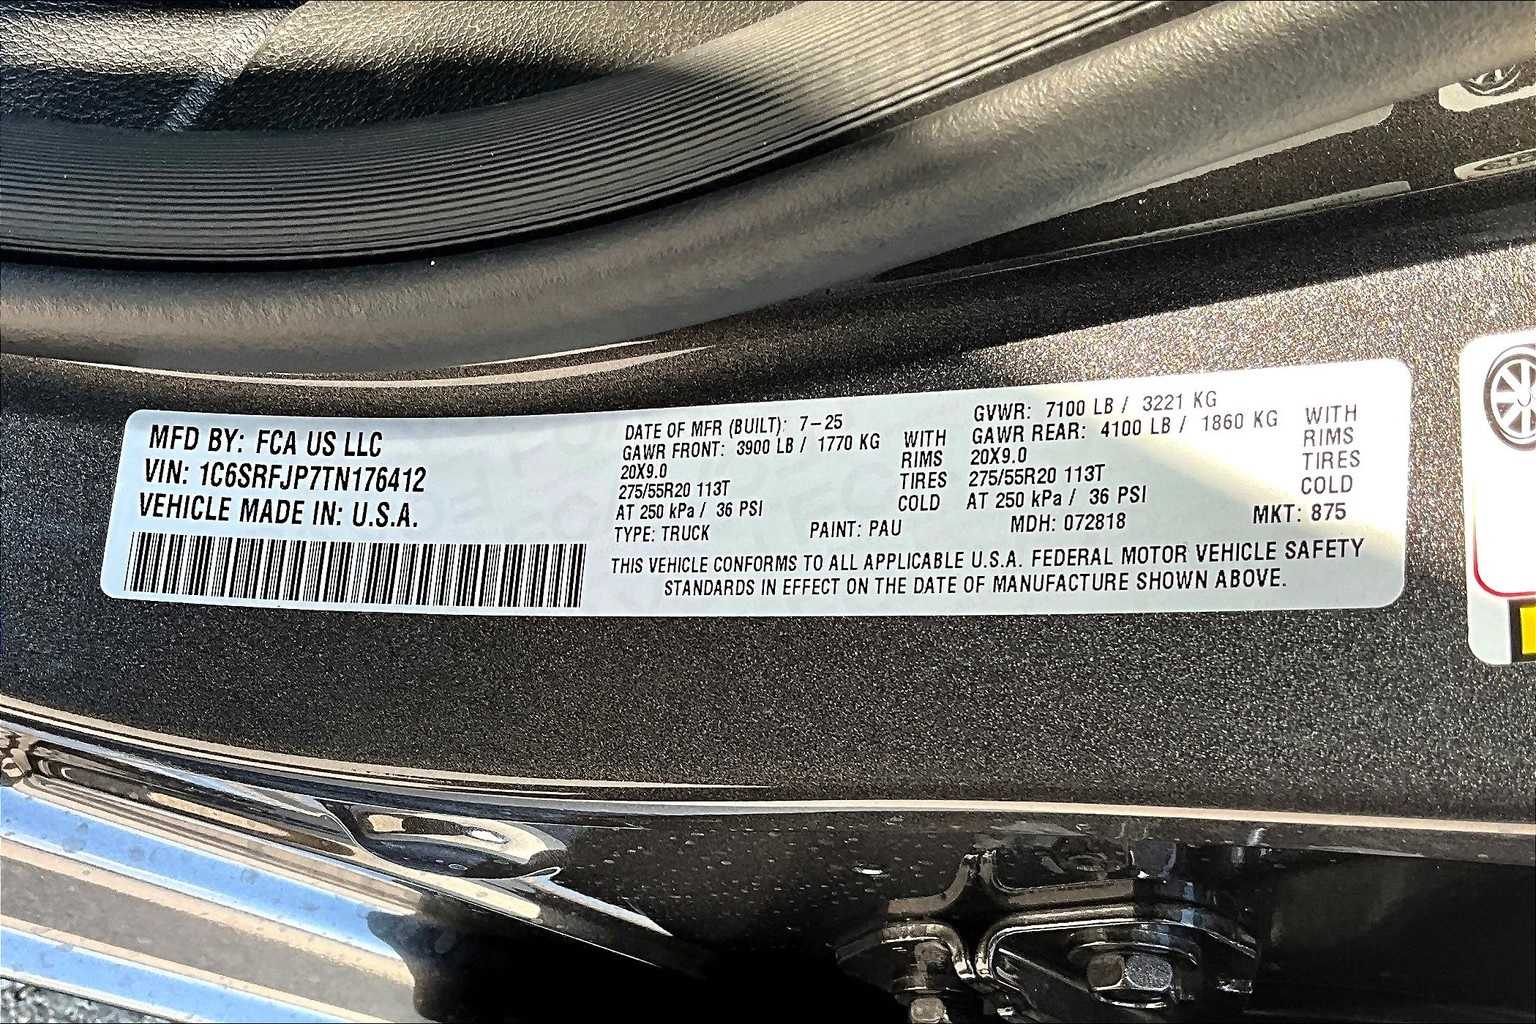 MFD BY: FCA US LLC
VIN: 1C6SRFJP7TN176412
VEHICLE MADE IN: U.S.A.
DATE OF MFR (BUILT): 7-25
GAWR FRONT: 3900 LB / 1770 KG WITH
20X9.0 RIMS
275/55R20 113T TIRES
AT 250 kPa / 36 PSI COLD
GVWR: 7100 LB / 3221 KG
GAWR REAR: 4100 LB / 1860 KG WITH
20X9.0 RIMS
275/55R20 113T TIRES
AT 250 kPa / 36 PSI COLD
TYPE: TRUCK PAINT: PAU MDH: 072818 MKT: 875
THIS VEHICLE CONFORMS TO ALL APPLICABLE U.S.A. FEDERAL MOTOR VEHICLE SAFETY
STANDARDS IN EFFECT ON THE DATE OF MANUFACTURE SHOWN ABOVE.